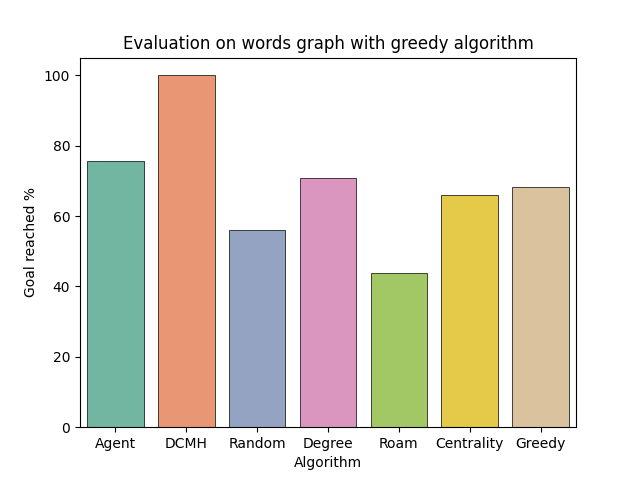 Evaluation on words graph with greedy algorithm
100
80
60
40
20
0
Goal reached %
Agent DCMH Random Degree Roam Centrality Greedy
Algorithm